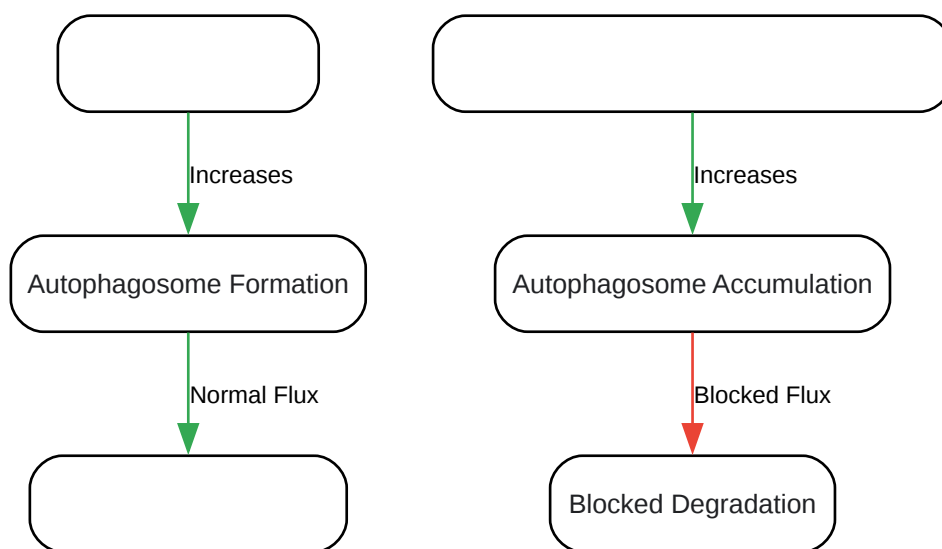 Increases
Increases
Autophagosome Formation
Autophagosome Accumulation
Normal Flux
Blocked Flux
Blocked Degradation